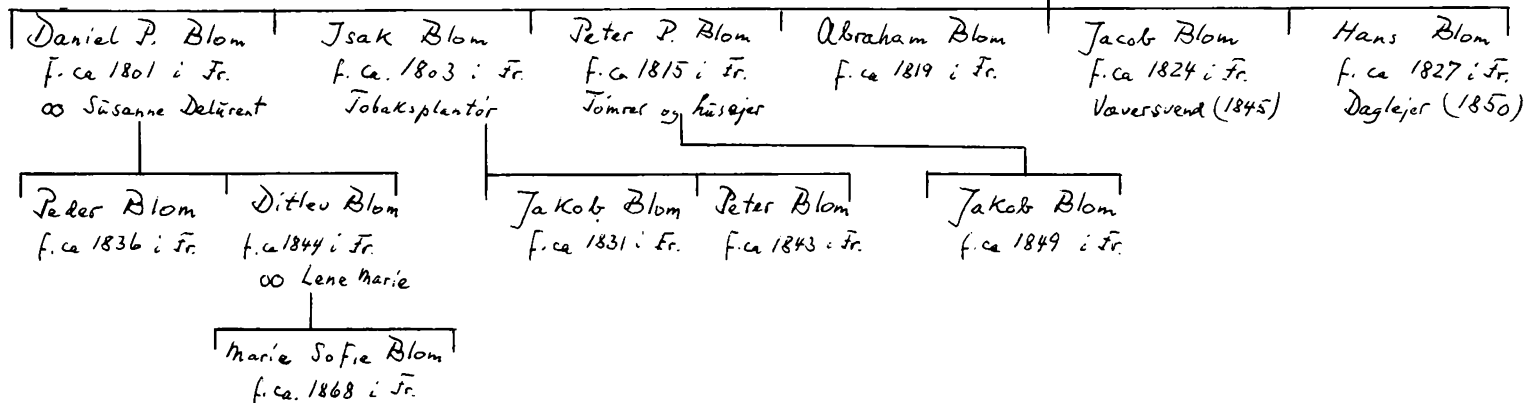 Daniel P. Blom
f. ca 1801 i Fr.
∞ Susanne Delurent
Isak Blom
f. ca. 1803 i Fr.
Tobaksplantør
Peter P. Blom
f. ca 1815 i Fr.
Tømrer og husejer
Abraham Blom
f. ca 1819 i Fr.
Jacob Blom
f. ca 1824 i Fr.
Væversvend (1845)
Hans Blom
f. ca 1827 i Fr.
Daglejer (1850)
Peder Blom
f. ca 1836 i Fr.
Ditlev Blom
f. ca 1844 i Fr.
∞ Lene Marie
Jakob Blom
f. ca 1831 i Fr.
Peter Blom
f. ca 1843 i Fr.
Jakob Blom
f. ca 1849 i Fr.
Marie Sofie Blom
f. ca. 1868 i Fr.